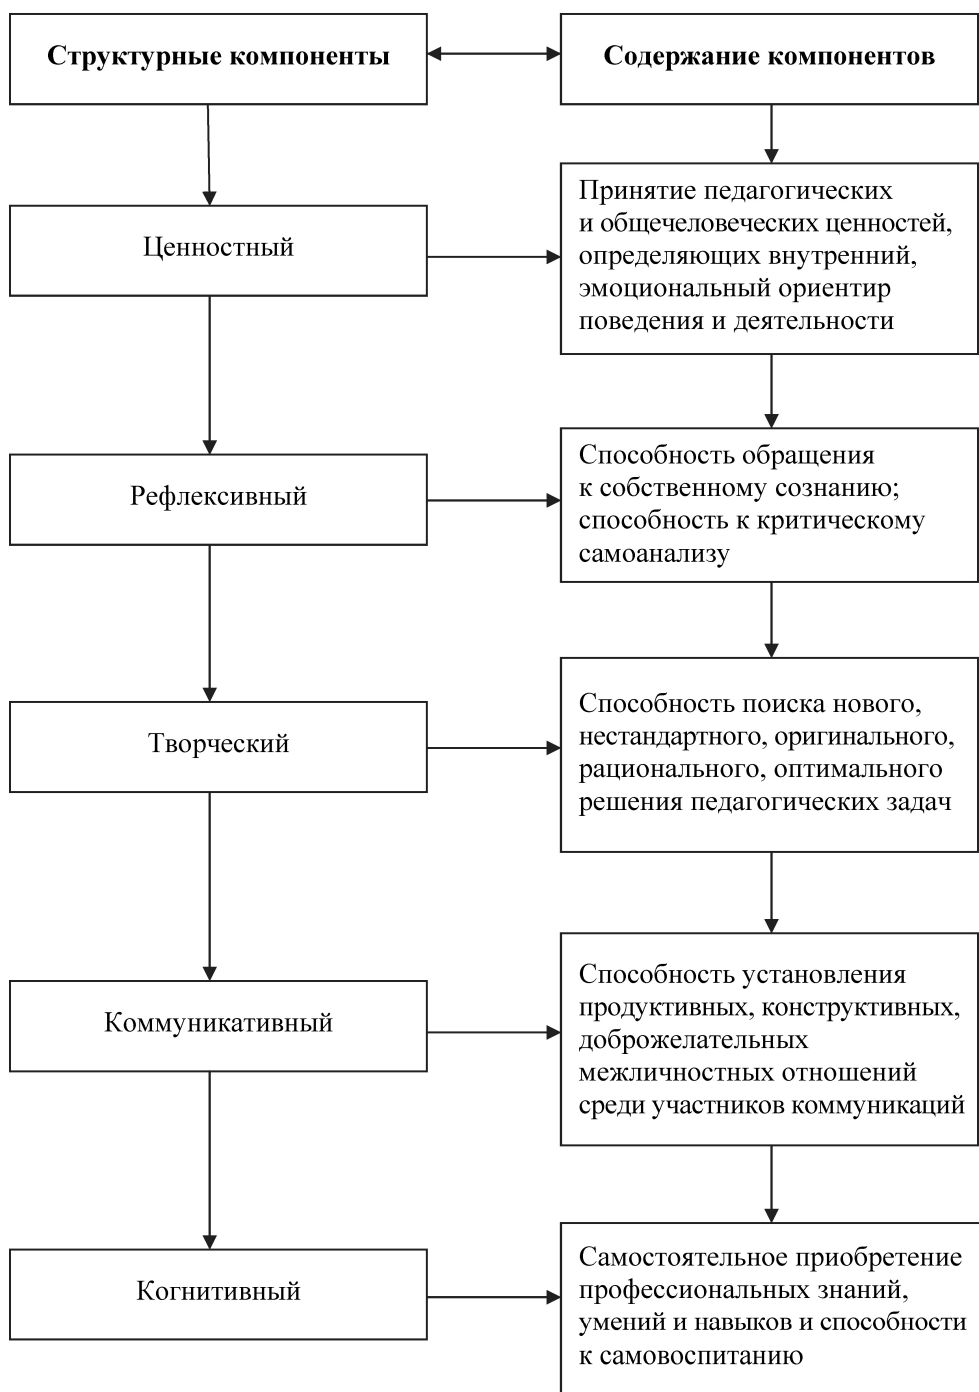 Структурные компоненты
Содержание компонентов
Ценностный
Принятие педагогических
и общечеловеческих ценностей,
определяющих внутренний,
эмоциональный ориентир
поведения и деятельности
Рефлексивный
Способность обращения
к собственному сознанию;
способность к критическому
самоанализу
Творческий
Способность поиска нового,
нестандартного, оригинального,
рационального, оптимального
решения педагогических задач
Коммуникативный
Способность установления
продуктивных, конструктивных,
доброжелательных
межличностных отношений
среди участников коммуникаций
Когнитивный
Самостоятельное приобретение
профессиональных знаний,
умений и навыков и способности
к самовоспитанию